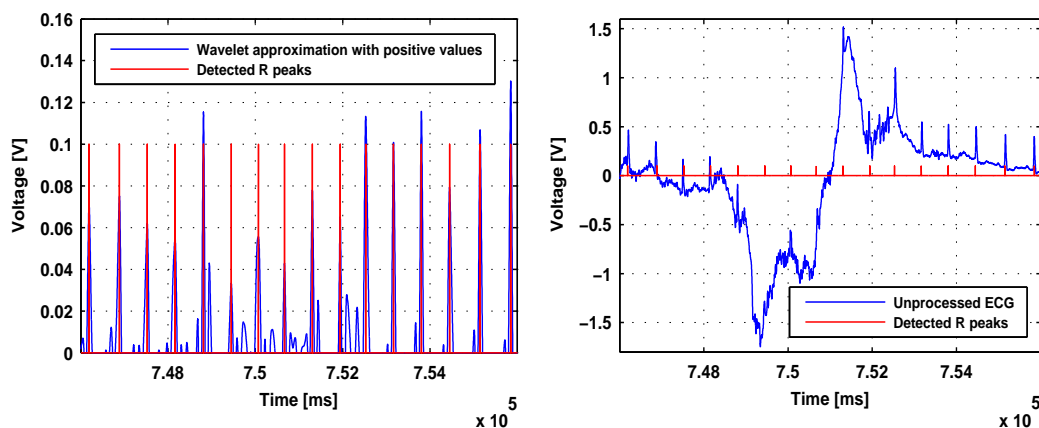 0.16
0.14
0.12
0.1
0.08
0.06
0.04
0.02
0
Voltage [V]
Wavelet approximation with positive values
Detected R peaks
7.48
7.5
7.52
7.54
Time [ms]
x 10
5
1.5
1
0.5
0
−0.5
−1
−1.5
Voltage [V]
Unprocessed ECG
Detected R peaks
7.48
7.5
7.52
7.54
Time [ms]
x 10
5